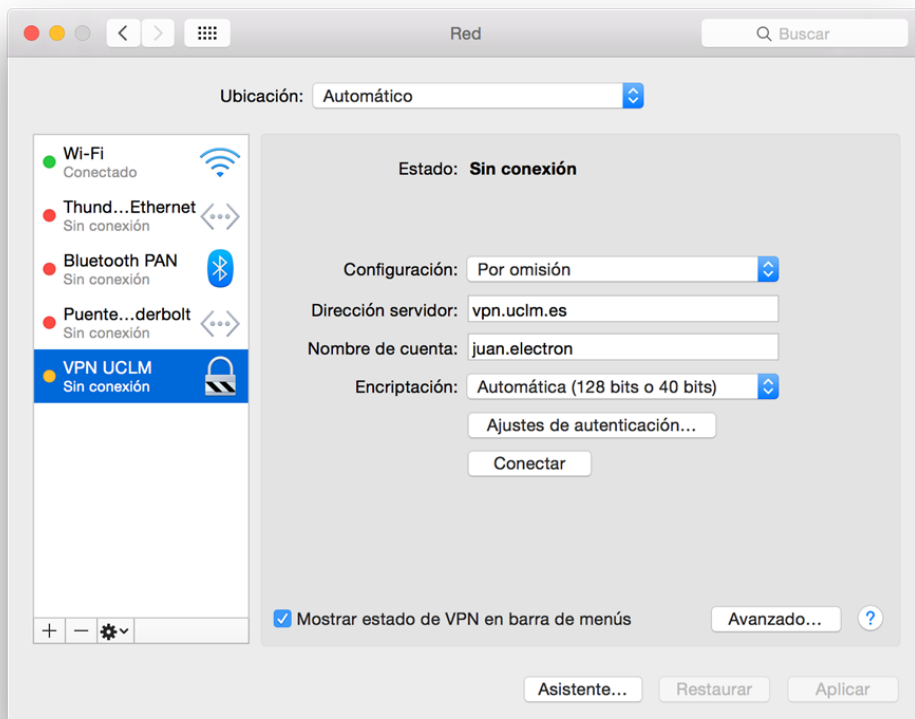 Red
Buscar
Ubicación: Automático
Wi-Fi
Conectado
Thund...Ethernet
Sin conexión
Bluetooth PAN
Sin conexión
Puente...derbolt
Sin conexión
VPN UCLM
Sin conexión
Estado: Sin conexión
Configuración: Por omisión
Dirección servidor: vpn.uclm.es
Nombre de cuenta: juan.electron
Encriptación: Automática (128 bits o 40 bits)
Ajustes de autenticación...
Conectar
Mostrar estado de VPN en barra de menús
Avanzado...
?
Asistente...
Restaurar
Aplicar